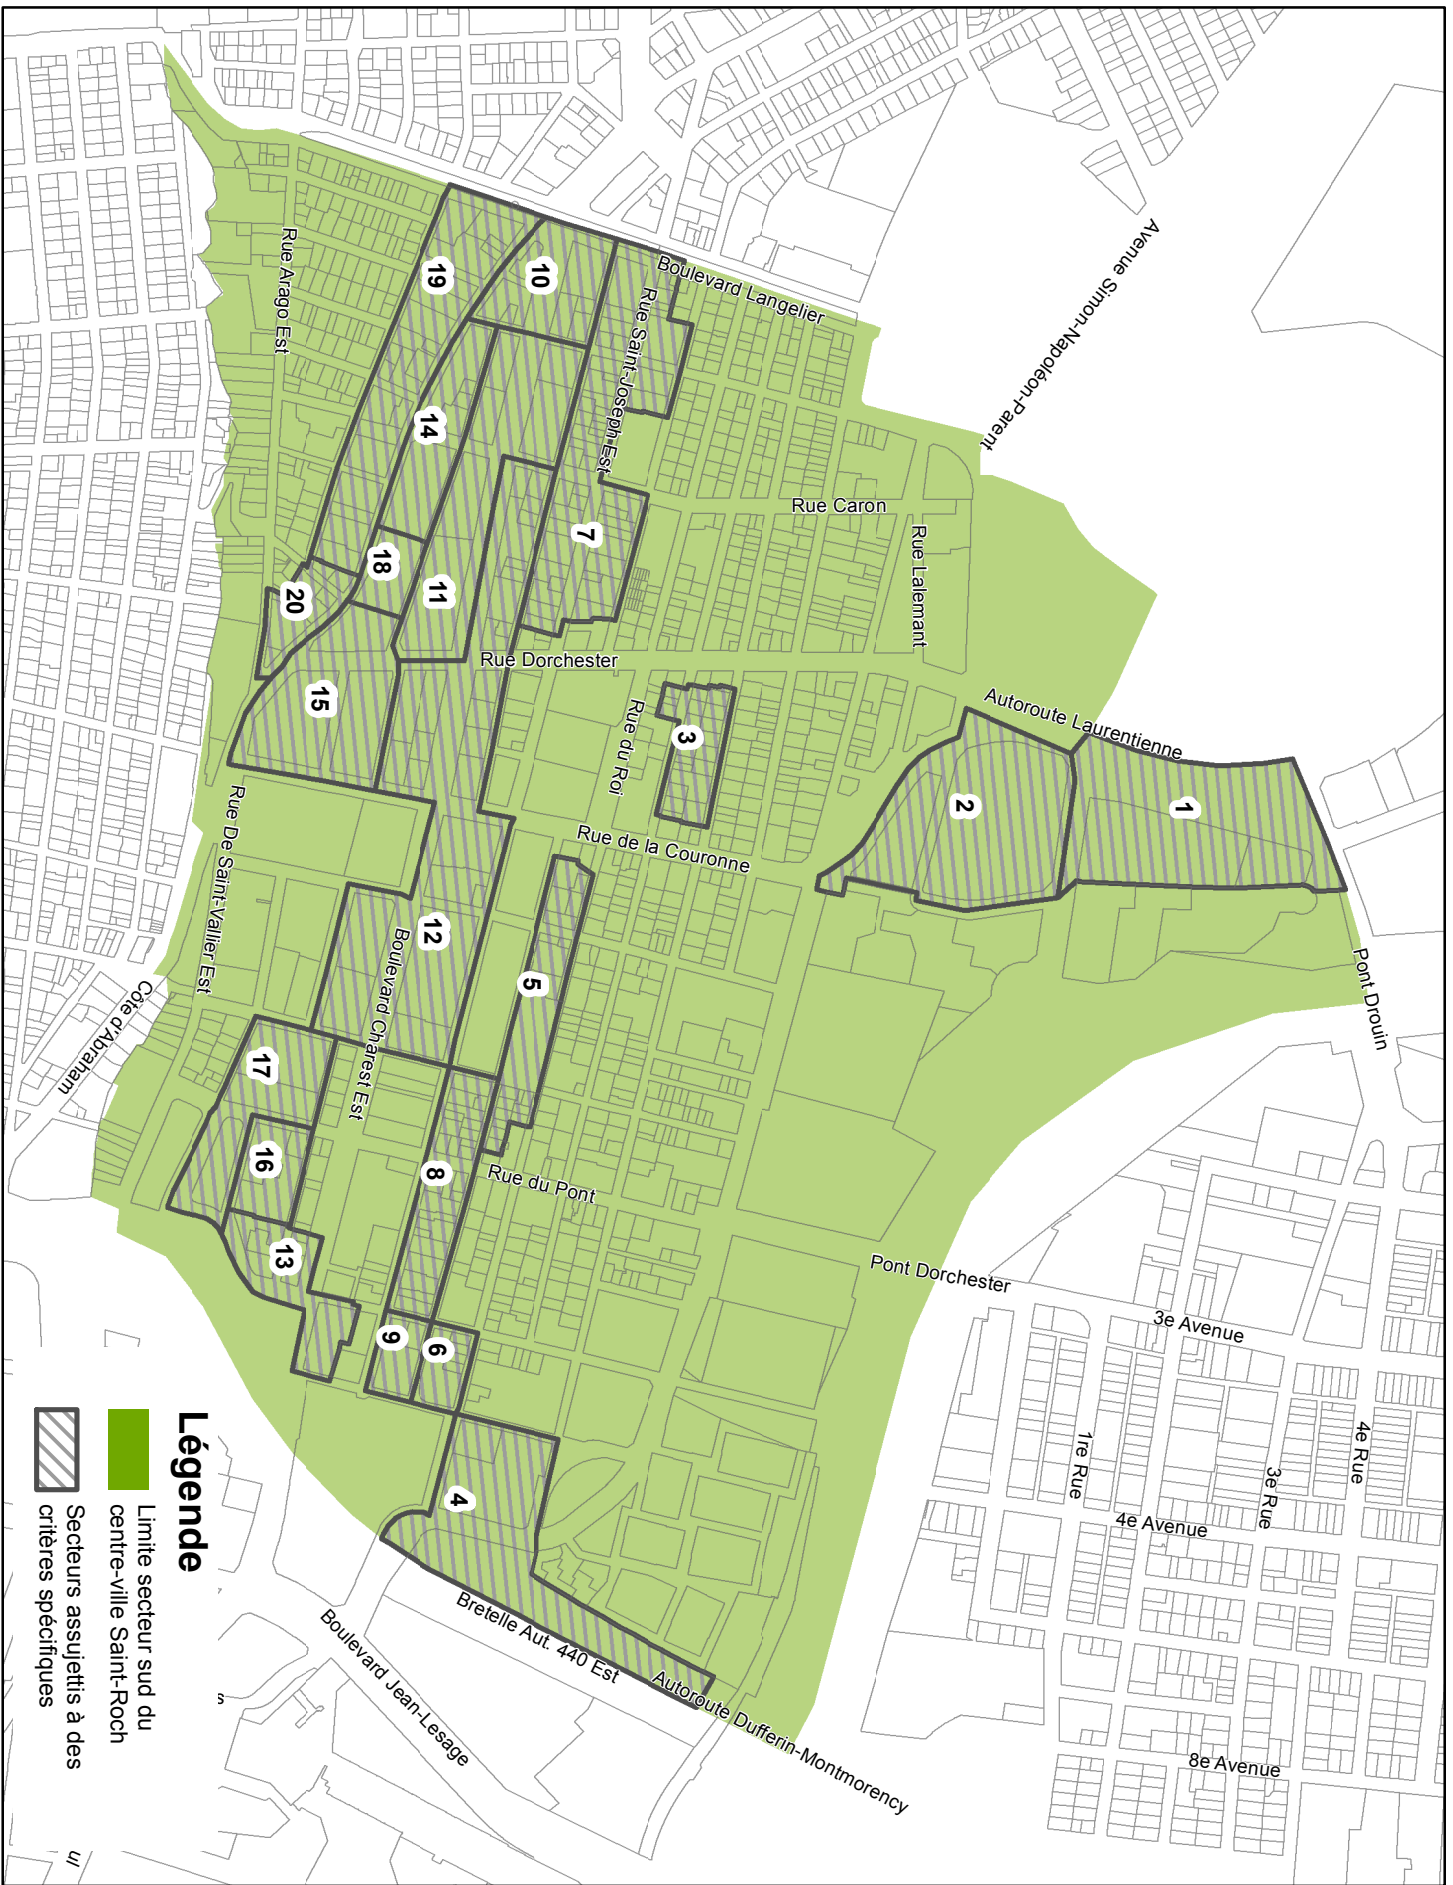 Avenue Simon-Napoléon-Parent
Boulevard Langelier
Rue Saint-Joseph Est
Rue Arago Est
Rue Caron
Rue Lalemant
Rue Dorchester
Rue du Roi
Autoroute Laurentienne
Rue de la Couronne
Rue De Saint-Vallier Est
Côte d'Abraham
Boulevard Charest Est
Rue du Pont
Pont Drouin
Pont Dorchester
3e Avenue
4e Rue
3e Rue
1re Rue
4e Avenue
8e Avenue
Bretelle Aut. 440 Est
Autoroute Dufferin-Montmorency
Boulevard Jean-Lesage
1
2
3
4
5
6
7
8
9
10
11
12
13
14
15
16
17
18
19
20
Légende
Limite secteur sud du
centre-ville Saint-Roch
Secteurs assujettis à des
critères spécifiques